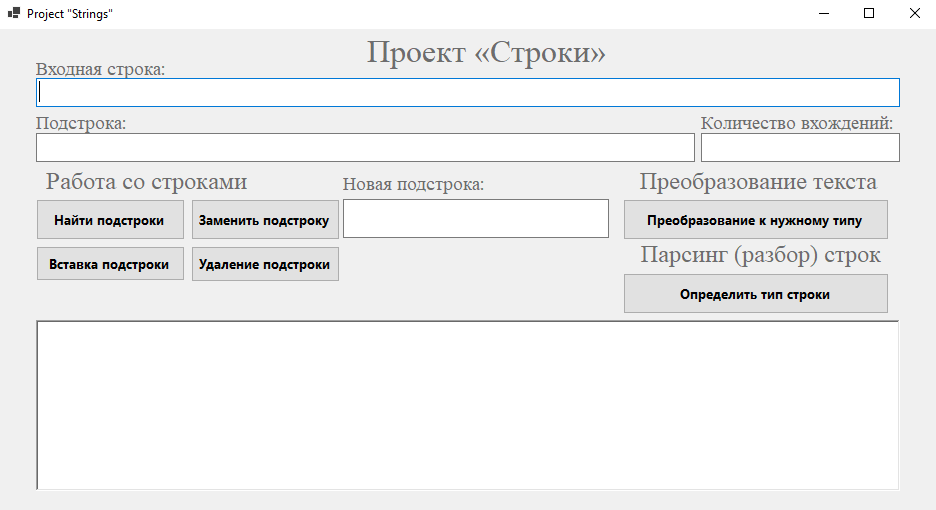 Project "Strings"
Проект «Строки»
Входная строка:
Подстрока:
Количество вхождений:
Работа со строками
Новая подстрока:
Преобразование текста
Найти подстроки
Заменить подстроку
Преобразование к нужному типу
Вставка подстроки
Удаление подстроки
Парсинг (разбор) строк
Определить тип строки